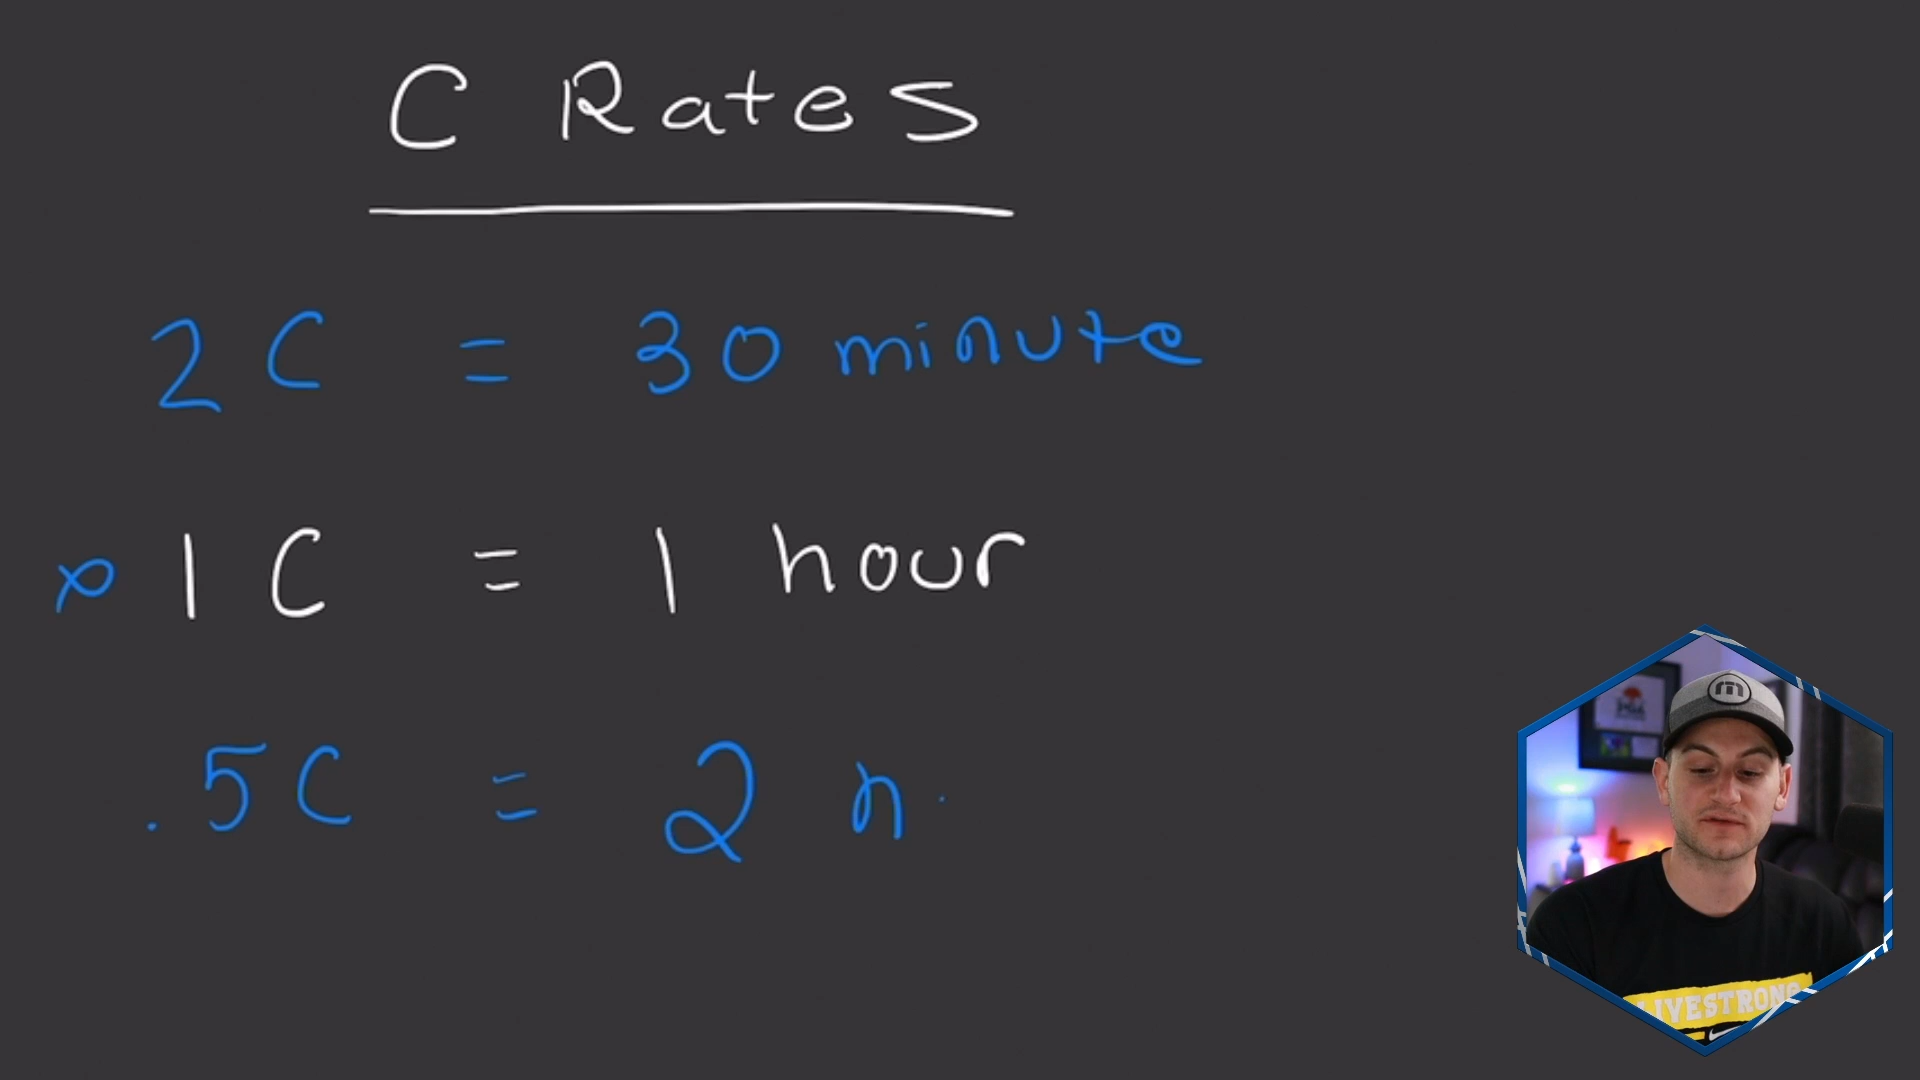 C Rates
2C = 30 minute
1C = 1 hour
.5C = 2 h
LIVESTRONG